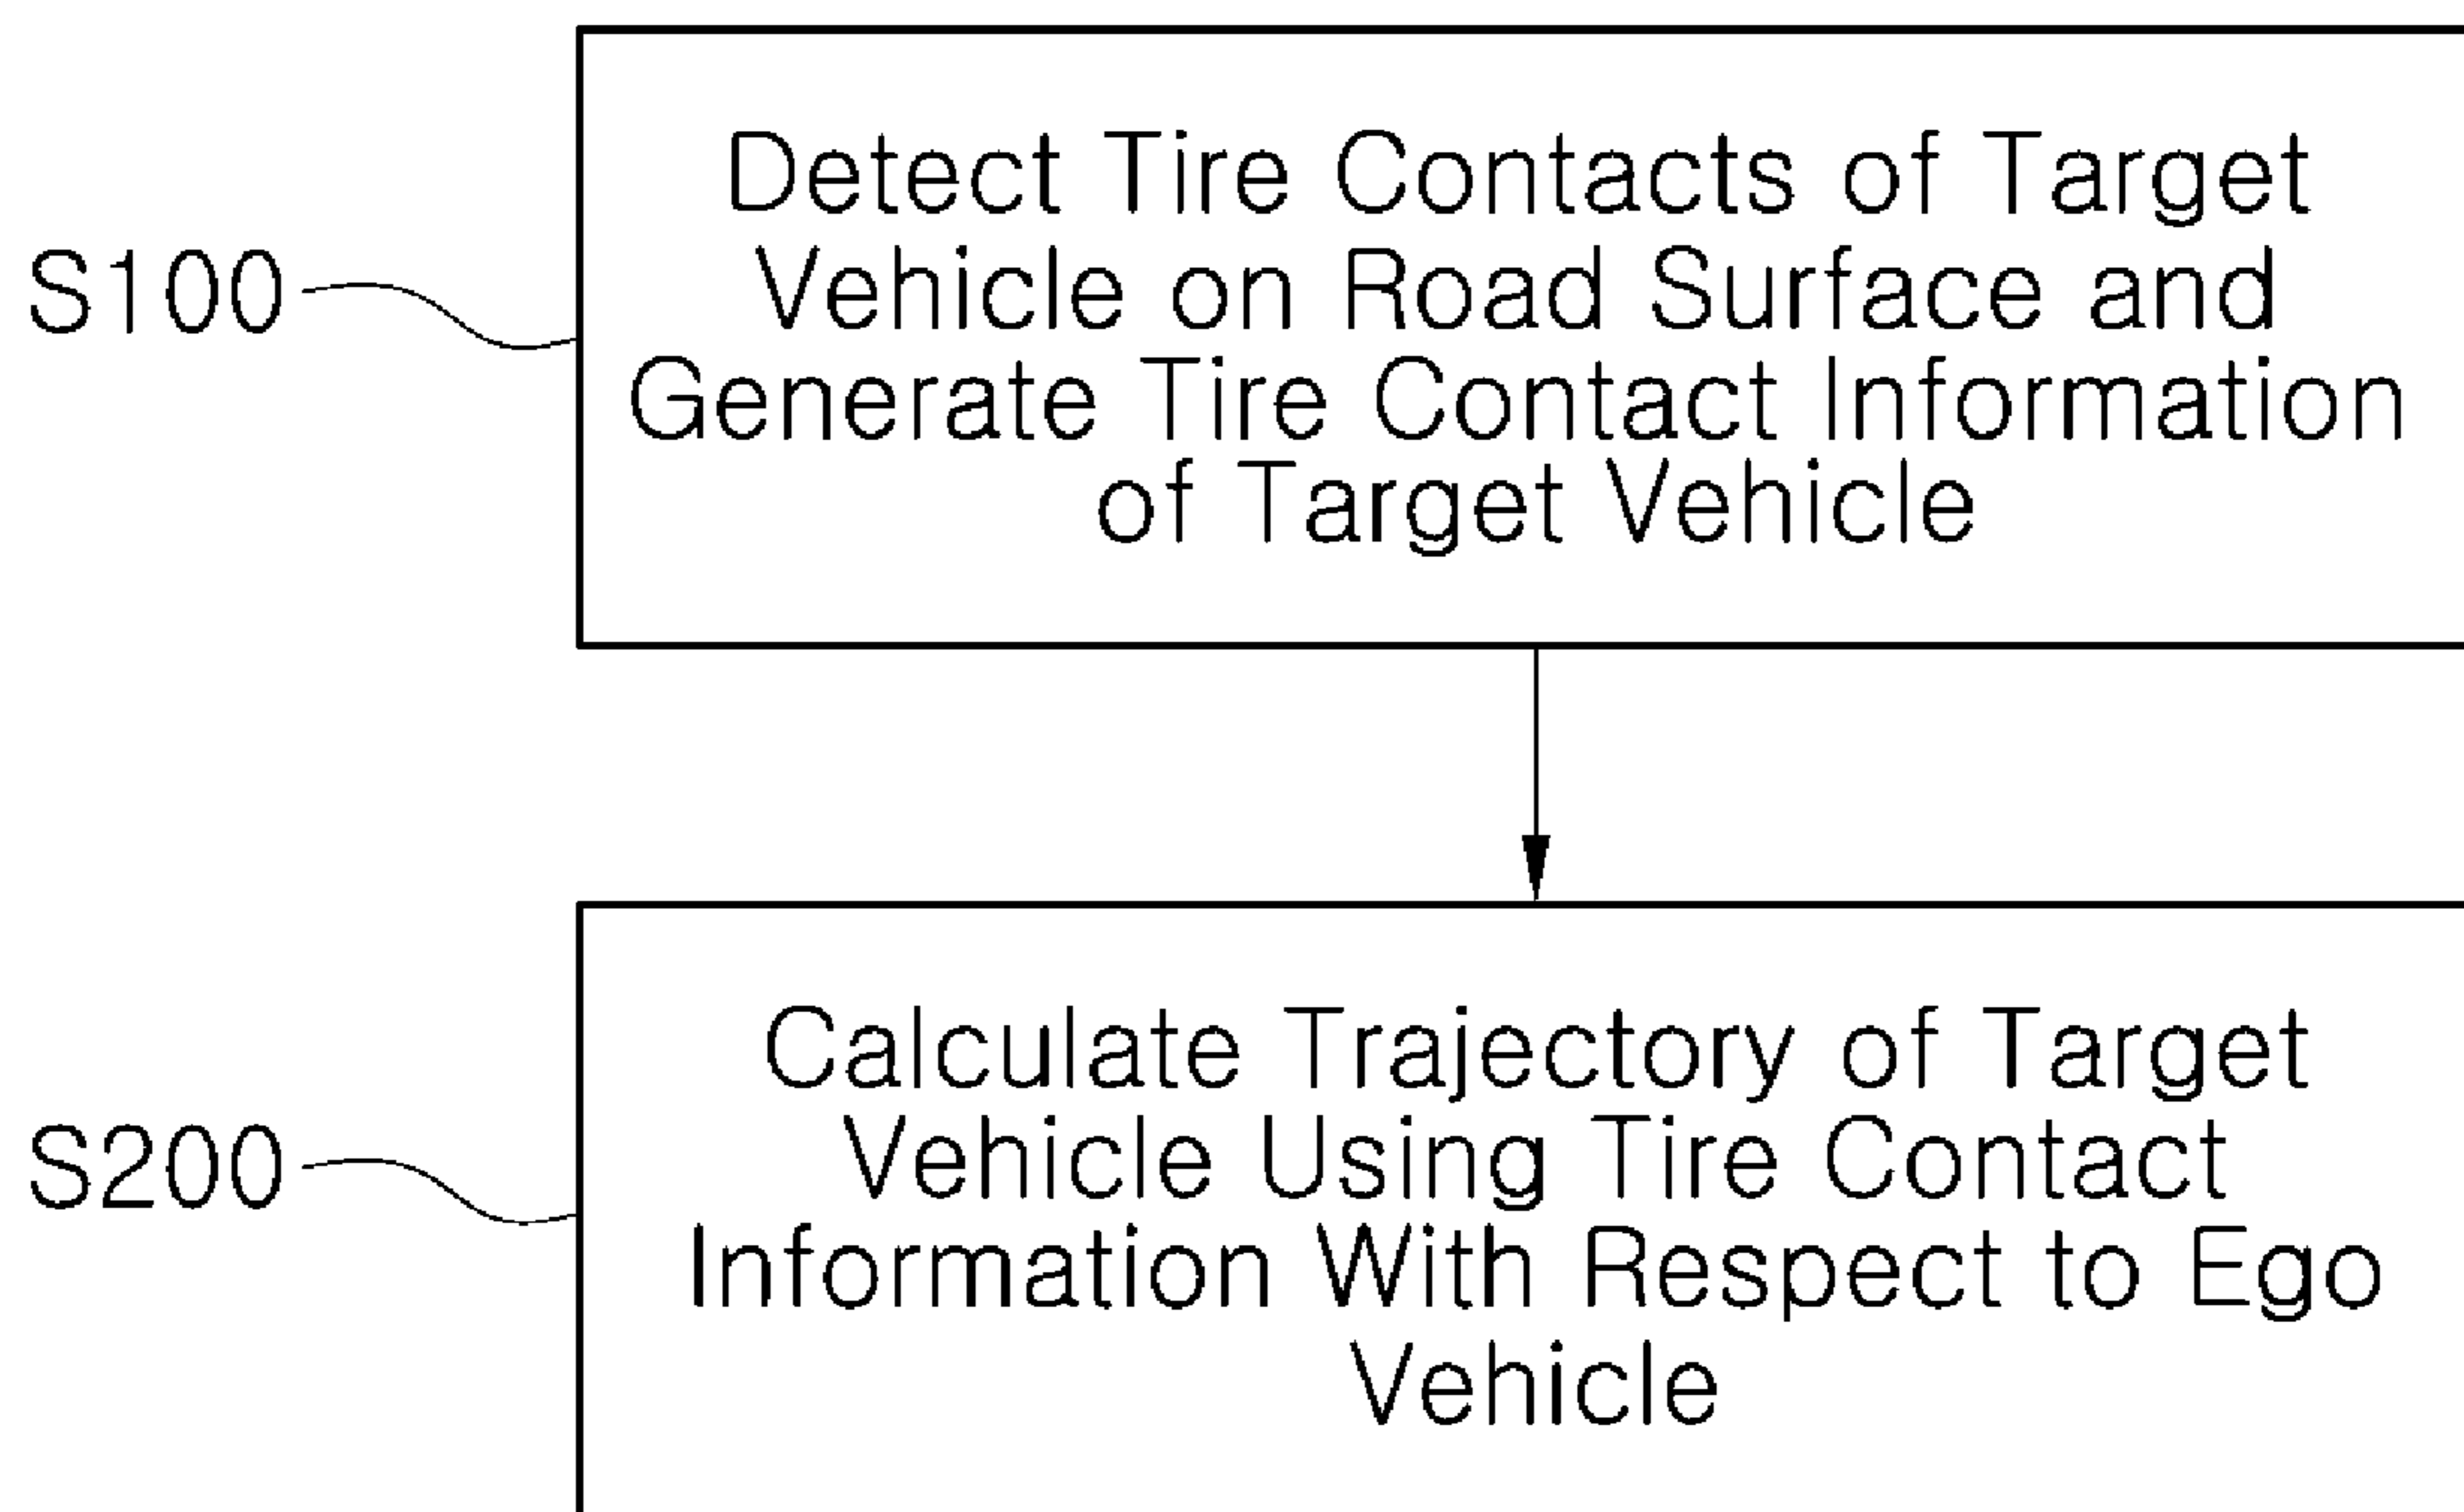 S100
Detect Tire Contacts of Target
Vehicle on Road Surface and
Generate Tire Contact Information
of Target Vehicle
S200
Calculate Trajectory of Target
Vehicle Using Tire Contact
Information With Respect to Ego
Vehicle